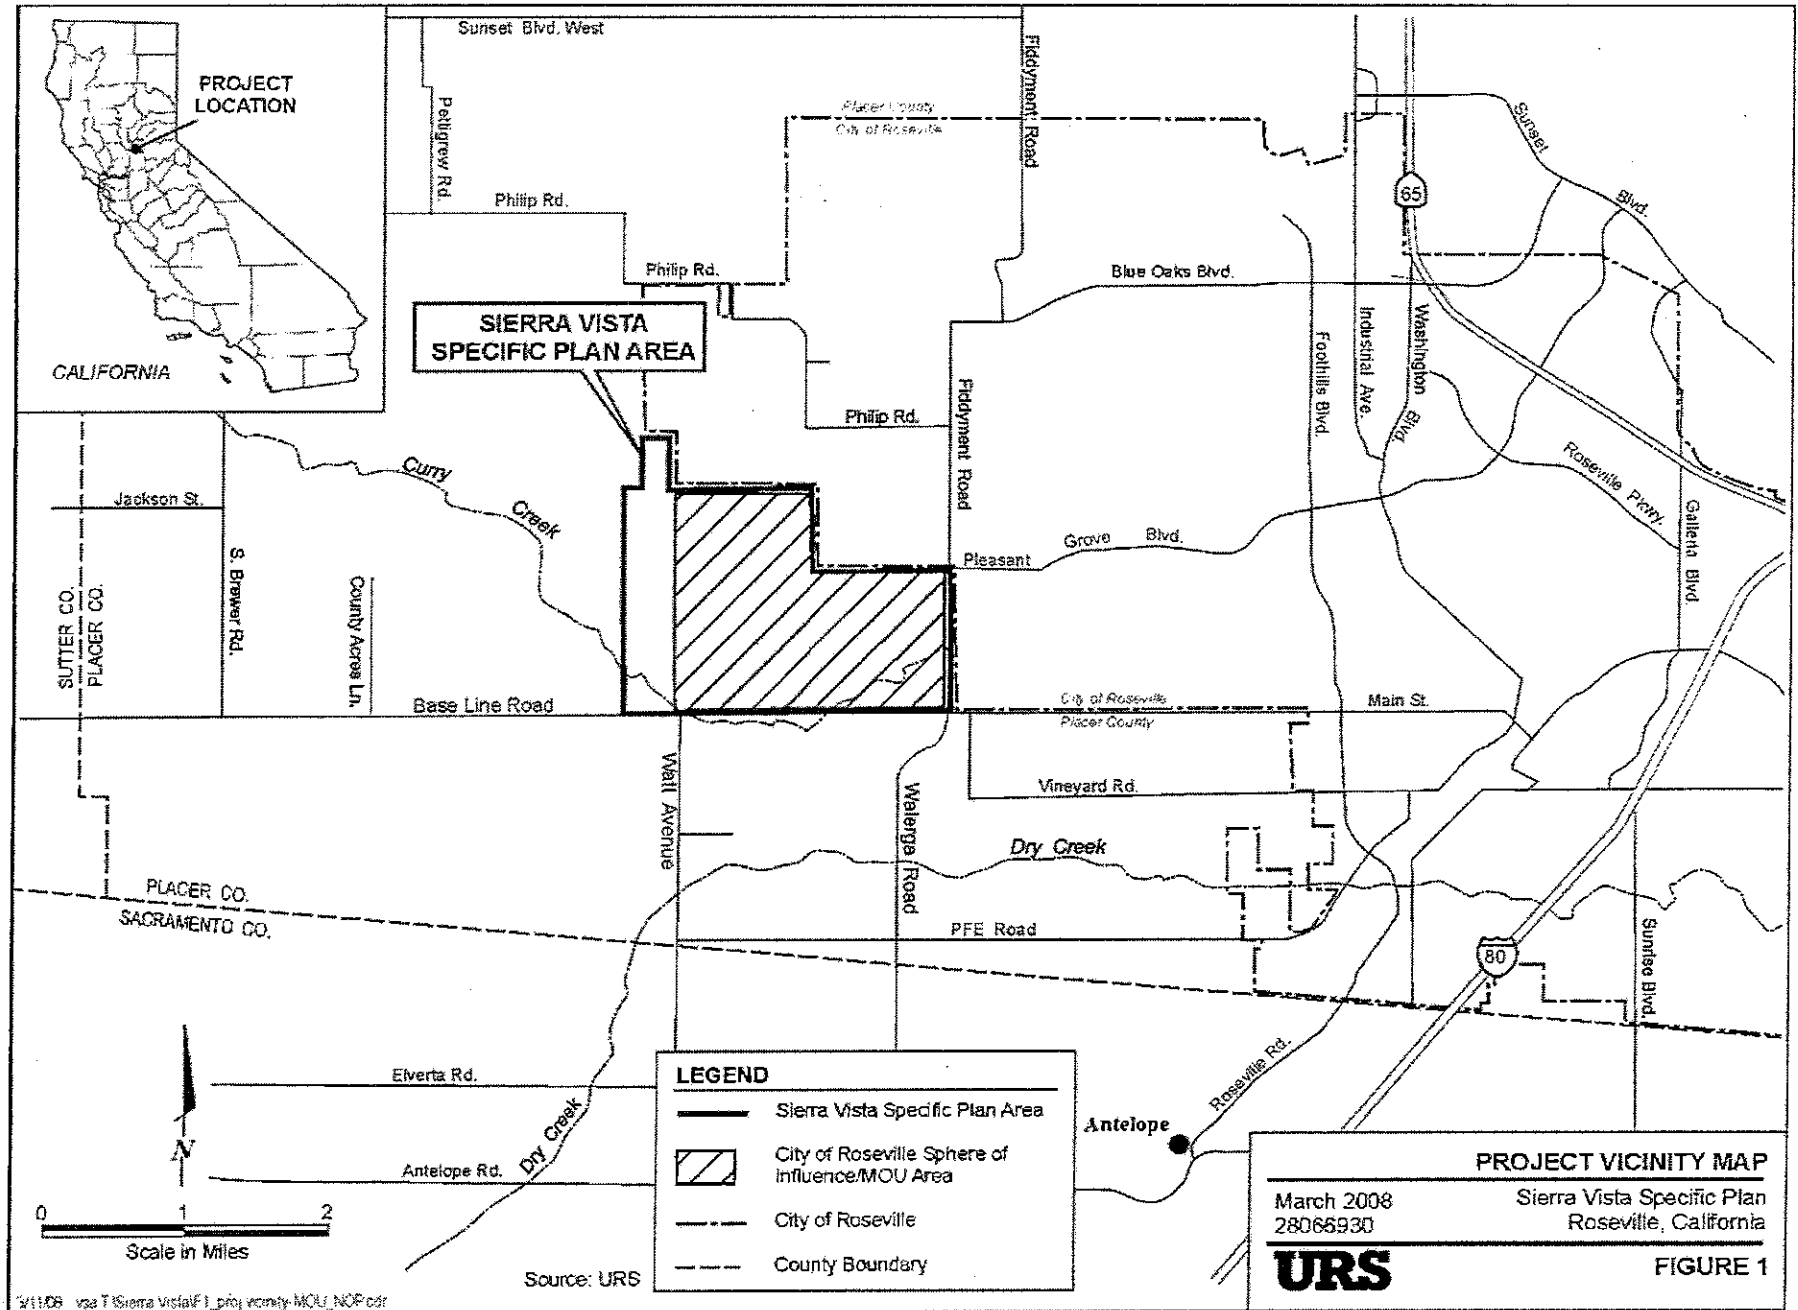 PROJECT
LOCATION
CALIFORNIA
Sunset Blvd. West
Pettigrew Rd.
Fiddyment Road
Placer County
City of Roseville
Sunset
Blvd.
65
Philip Rd.
Philip Rd.
Blue Oaks Blvd.
SIERRA VISTA
SPECIFIC PLAN AREA
Foothills Blvd.
Industrial Ave.
Washington
Blvd.
Philip Rd.
Fiddyment Road
Roseville Pkwy.
Galleria Blvd.
Curry
Creek
Jackson St.
S. Brewer Rd.
County Acres Ln.
SUTTER CO.
PLACER CO.
Pleasant
Grove
Blvd.
Base Line Road
City of Roseville
Placer County
Main St.
Watt Avenue
Walerga Road
Vineyard Rd.
Dry Creek
PLACER CO.
SACRAMENTO CO.
PFE Road
80
Sunrise Blvd.
N
Elverta Rd.
Antelope Rd.
Dry Creek
Roseville Rd.
Antelope
0 1 2
Scale in Miles
Source: URS
LEGEND
Sierra Vista Specific Plan Area
City of Roseville Sphere of
Influence/MOU Area
City of Roseville
County Boundary
PROJECT VICINITY MAP
March 2008
28066930
Sierra Vista Specific Plan
Roseville, California
URS
FIGURE 1